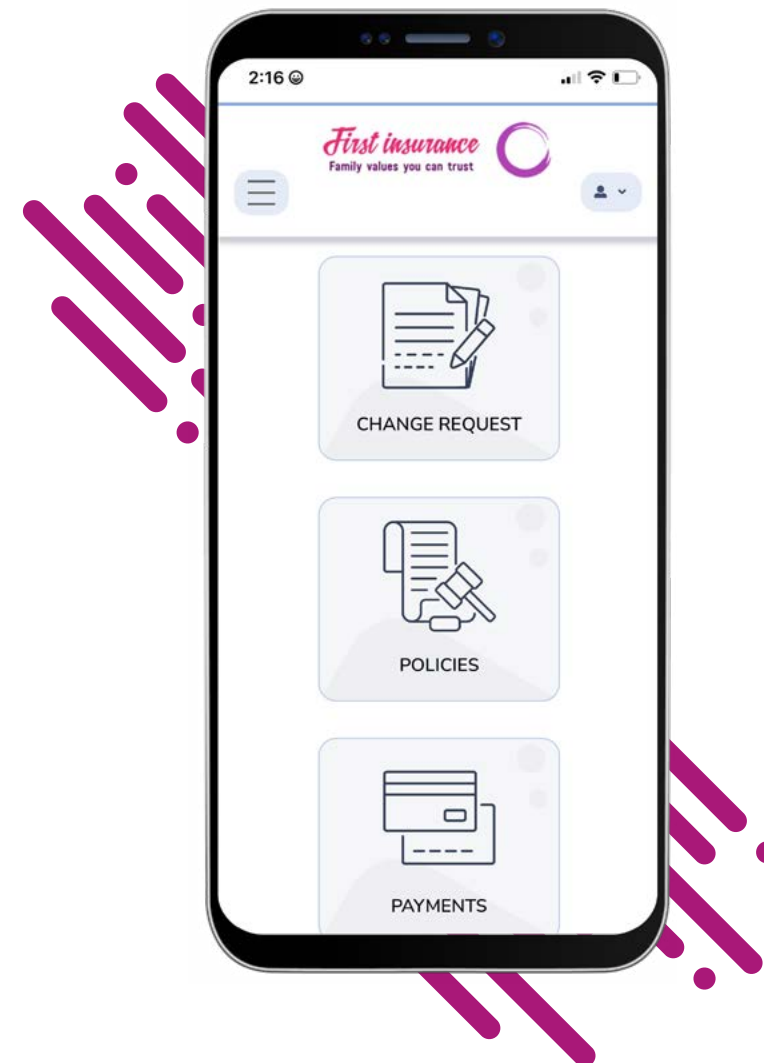 2:16
First insurance
Family values you can trust
CHANGE REQUEST
POLICIES
PAYMENTS